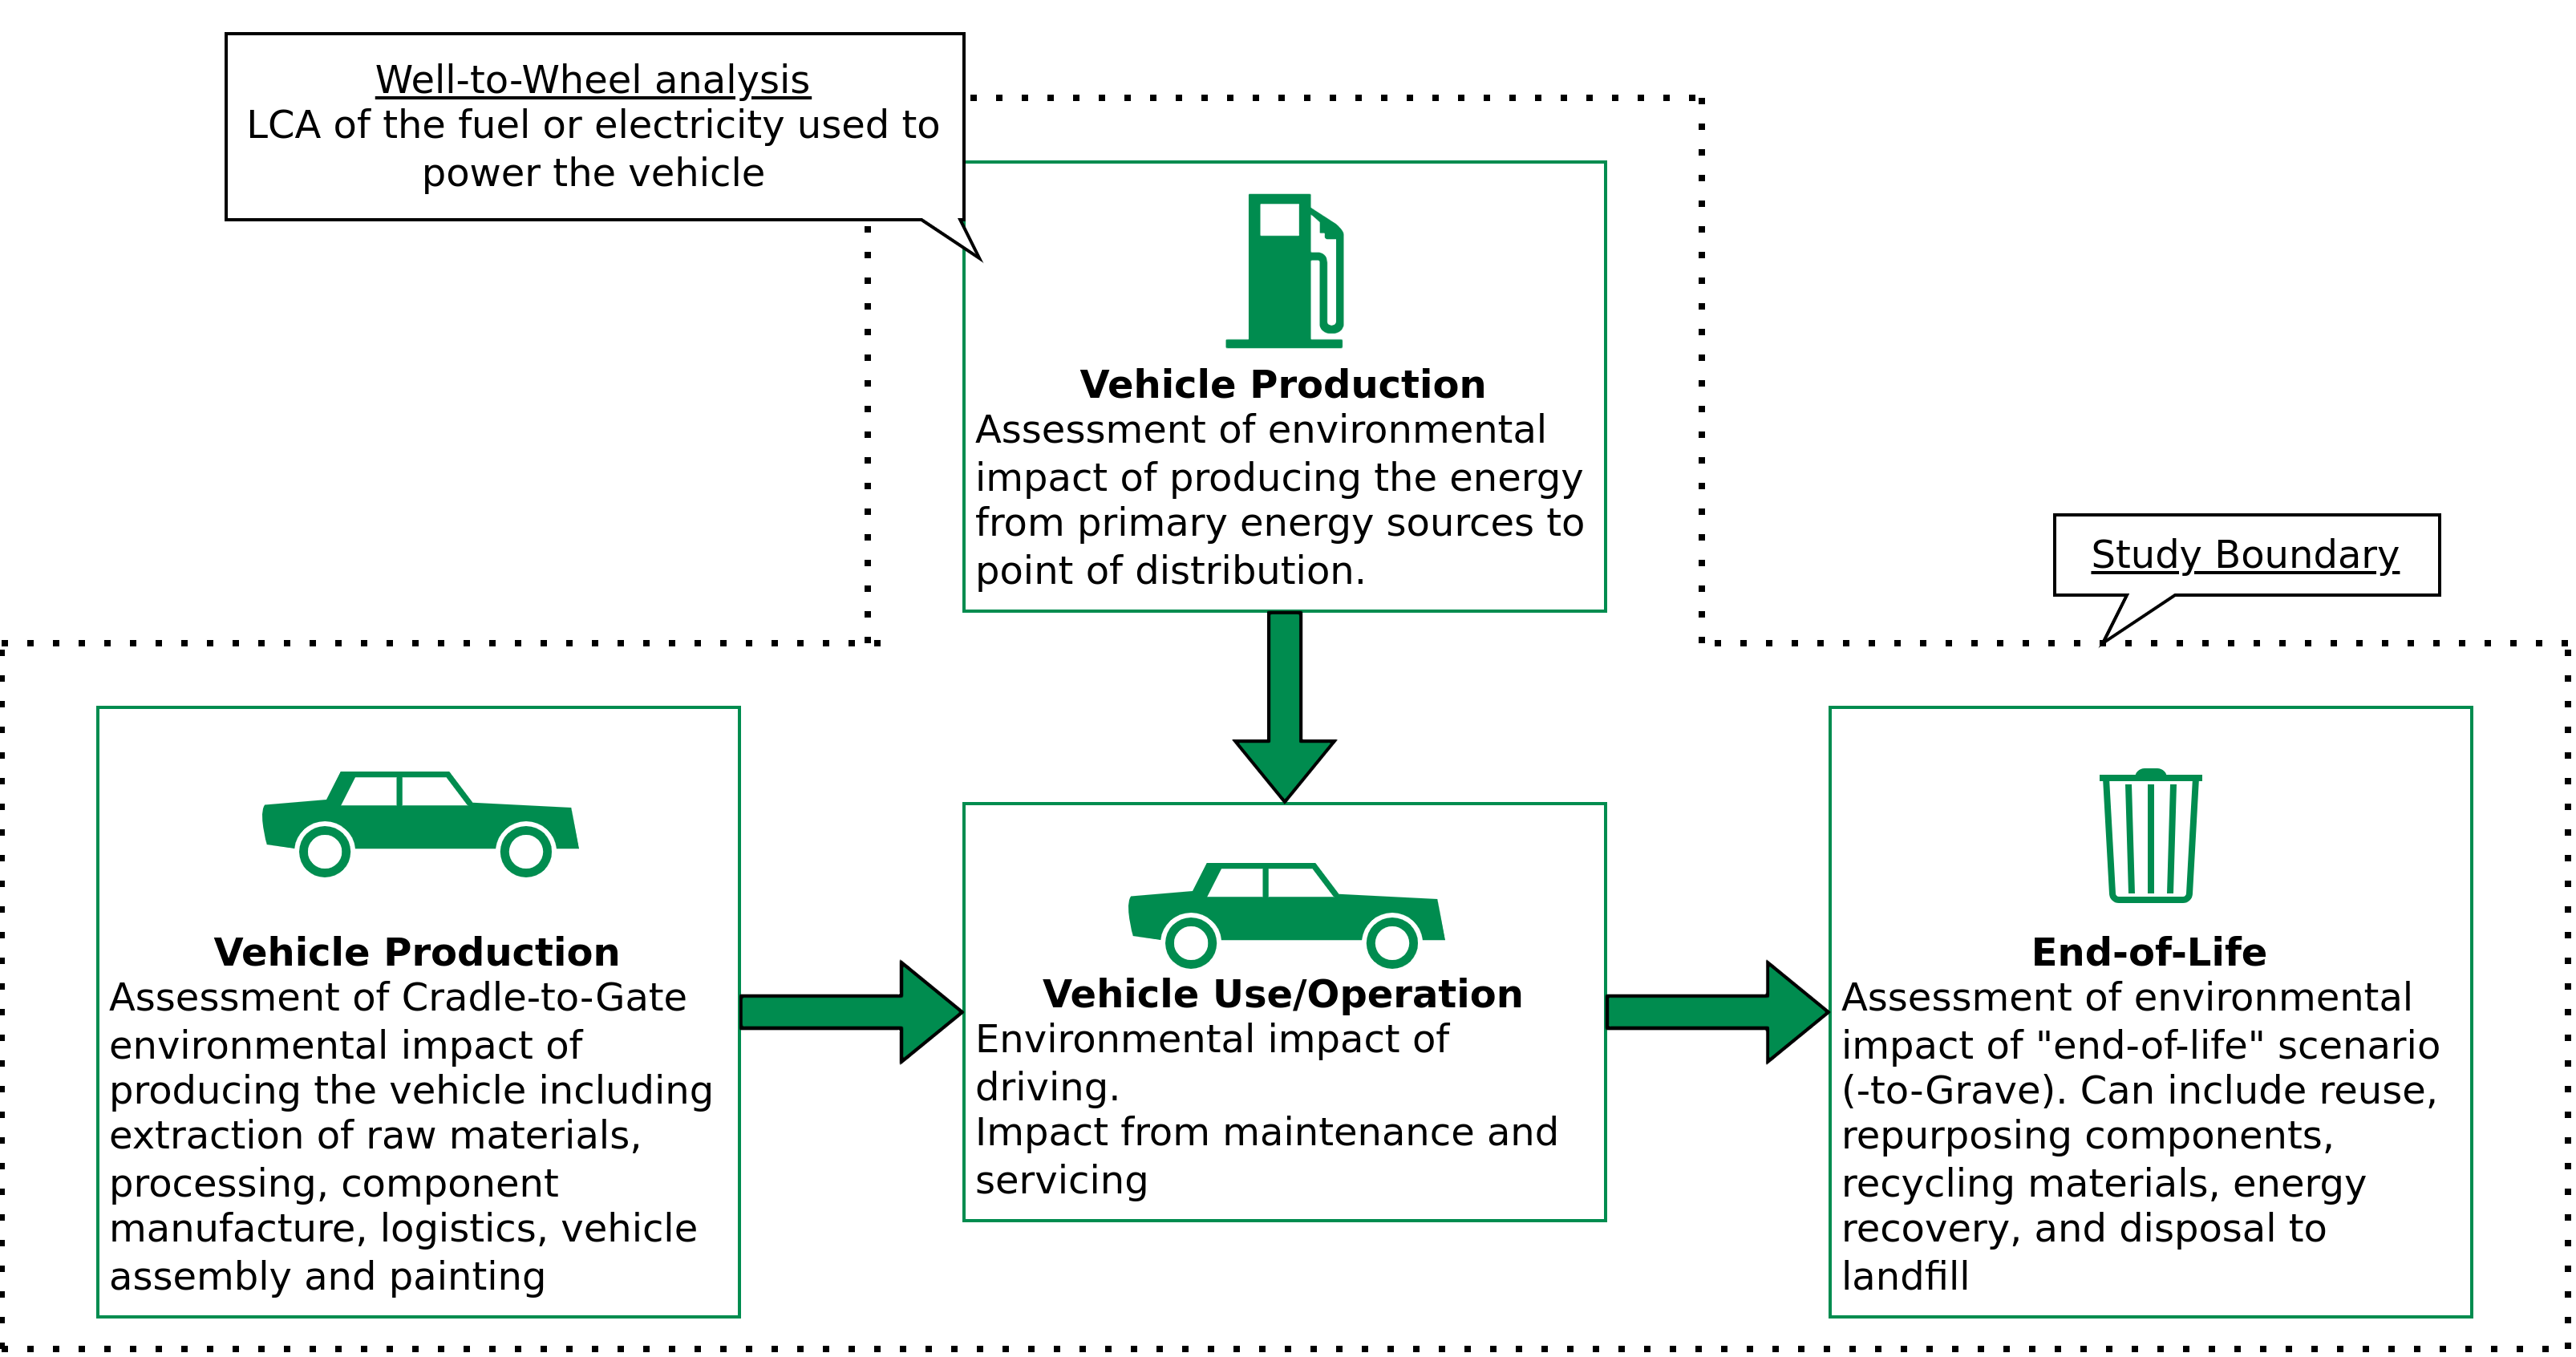 Well-to-Wheel analysis
LCA of the fuel or electricity used to
power the vehicle
Vehicle Production
Assessment of environmental
impact of producing the energy
from primary energy sources to
point of distribution.
Study Boundary
Vehicle Production
Assessment of Cradle-to-Gate
environmental impact of
producing the vehicle including
extraction of raw materials,
processing, component
manufacture, logistics, vehicle
assembly and painting
Vehicle Use/Operation
Environmental impact of
driving.
Impact from maintenance and
servicing
End-of-Life
Assessment of environmental
impact of "end-of-life" scenario
(-to-Grave). Can include reuse,
repurposing components,
recycling materials, energy
recovery, and disposal to
landfill